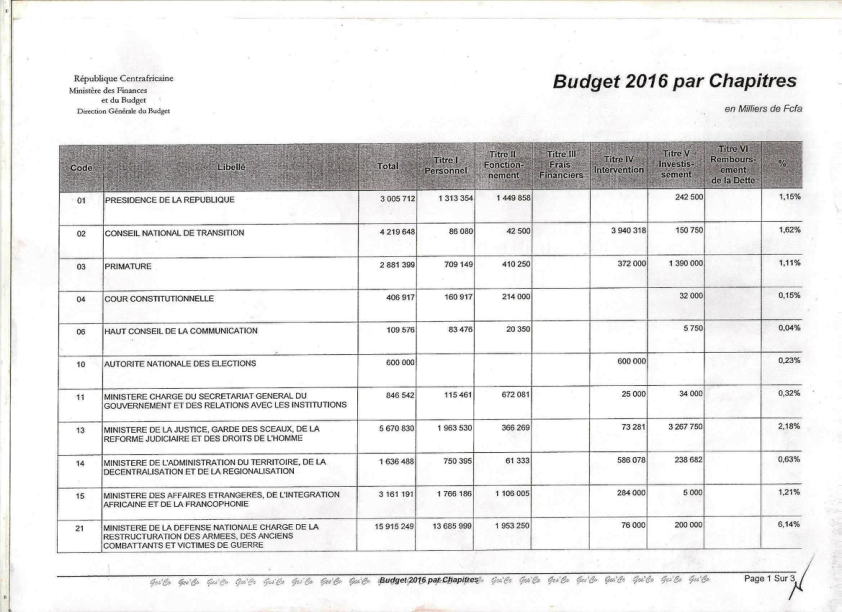 République Centrafricaine
Ministère des Finances
et du Budget
Direction Générale du Budget
Budget 2016 par Chapitres
en Milliers de Fcfa
Code Libellé Total Titre I Personnel Titre II Fonction-nement Titre III Frais Financiers Titre IV Intervention Titre V Investis-sement Titre VI Rembours-ement de la Dette %
01 PRESIDENCE DE LA REPUBLIQUE 3 005 712 1 313 354 1 449 858 242 500 1,15%
02 CONSEIL NATIONAL DE TRANSITION 4 219 648 86 080 42 500 3 940 318 150 750 1,62%
03 PRIMATURE 2 881 399 709 149 410 250 372 000 1 390 000 1,11%
04 COUR CONSTITUTIONNELLE 406 917 160 917 214 000 32 000 0,15%
06 HAUT CONSEIL DE LA COMMUNICATION 109 576 83 476 20 350 5 750 0,04%
10 AUTORITE NATIONALE DES ELECTIONS 600 000 600 000 0,23%
11 MINISTERE CHARGE DU SECRETARIAT GENERAL DU 846 542 115 461 672 081 25 000 34 000 0,32%
GOUVERNEMENT ET DES RELATIONS AVEC LES INSTITUTIONS
13 MINISTERE DE LA JUSTICE, GARDE DES SCEAUX, DE LA 5 670 830 1 963 530 366 269 73 281 3 267 750 2,18%
REFORME JUDICIAIRE ET DES DROITS DE L'HOMME
14 MINISTERE DE L'ADMINISTRATION DU TERRITOIRE, DE LA 1 636 488 750 395 61 333 586 078 238 682 0,63%
DECENTRALISATION ET DE LA REGIONALISATION
15 MINISTERE DES AFFAIRES ETRANGERES, DE L'INTEGRATION 3 161 191 1 766 186 1 106 005 284 000 5 000 1,21%
AFRICAINE ET DE LA FRANCOPHONIE
21 MINISTERE DE LA DEFENSE NATIONALE CHARGE DE LA 15 915 249 13 685 999 1 953 250 76 000 200 000 6,14%
RESTRUCTURATION DES ARMEES, DES ANCIENS
COMBATTANTS ET VICTIMES DE GUERRE
Budget 2016 par Chapitres
Page 1 Sur 3